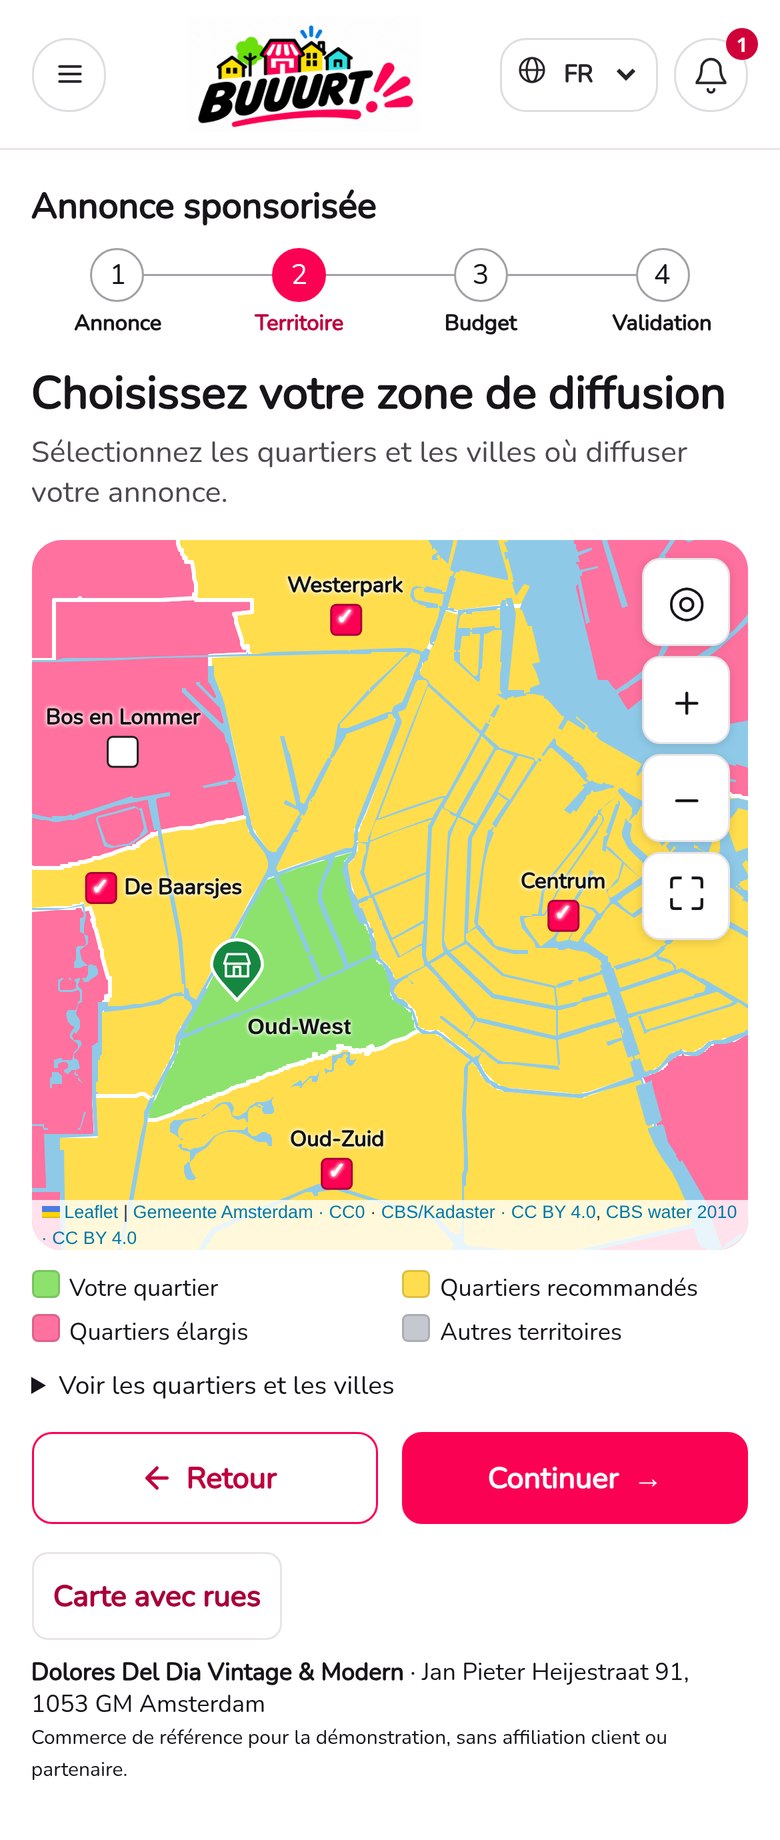 BUUURT!
FR
1
Annonce sponsorisée
1
2
3
4
Annonce
Territoire
Budget
Validation
Choisissez votre zone de diffusion
Sélectionnez les quartiers et les villes où diffuser
votre annonce.
Westerpark
Bos en Lommer
De Baarsjes
Centrum
Oud-West
Oud-Zuid
Leaflet | Gemeente Amsterdam · CC0 · CBS/Kadaster · CC BY 4.0, CBS water 2010
· CC BY 4.0
Votre quartier
Quartiers recommandés
Quartiers élargis
Autres territoires
▶ Voir les quartiers et les villes
← Retour
Continuer →
Carte avec rues
Dolores Del Dia Vintage & Modern · Jan Pieter Heijestraat 91,
1053 GM Amsterdam
Commerce de référence pour la démonstration, sans affiliation client ou
partenaire.